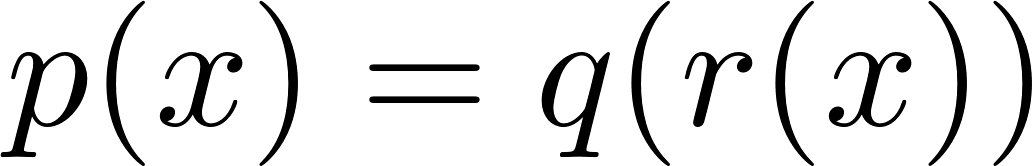 p(x) = q(r(x))